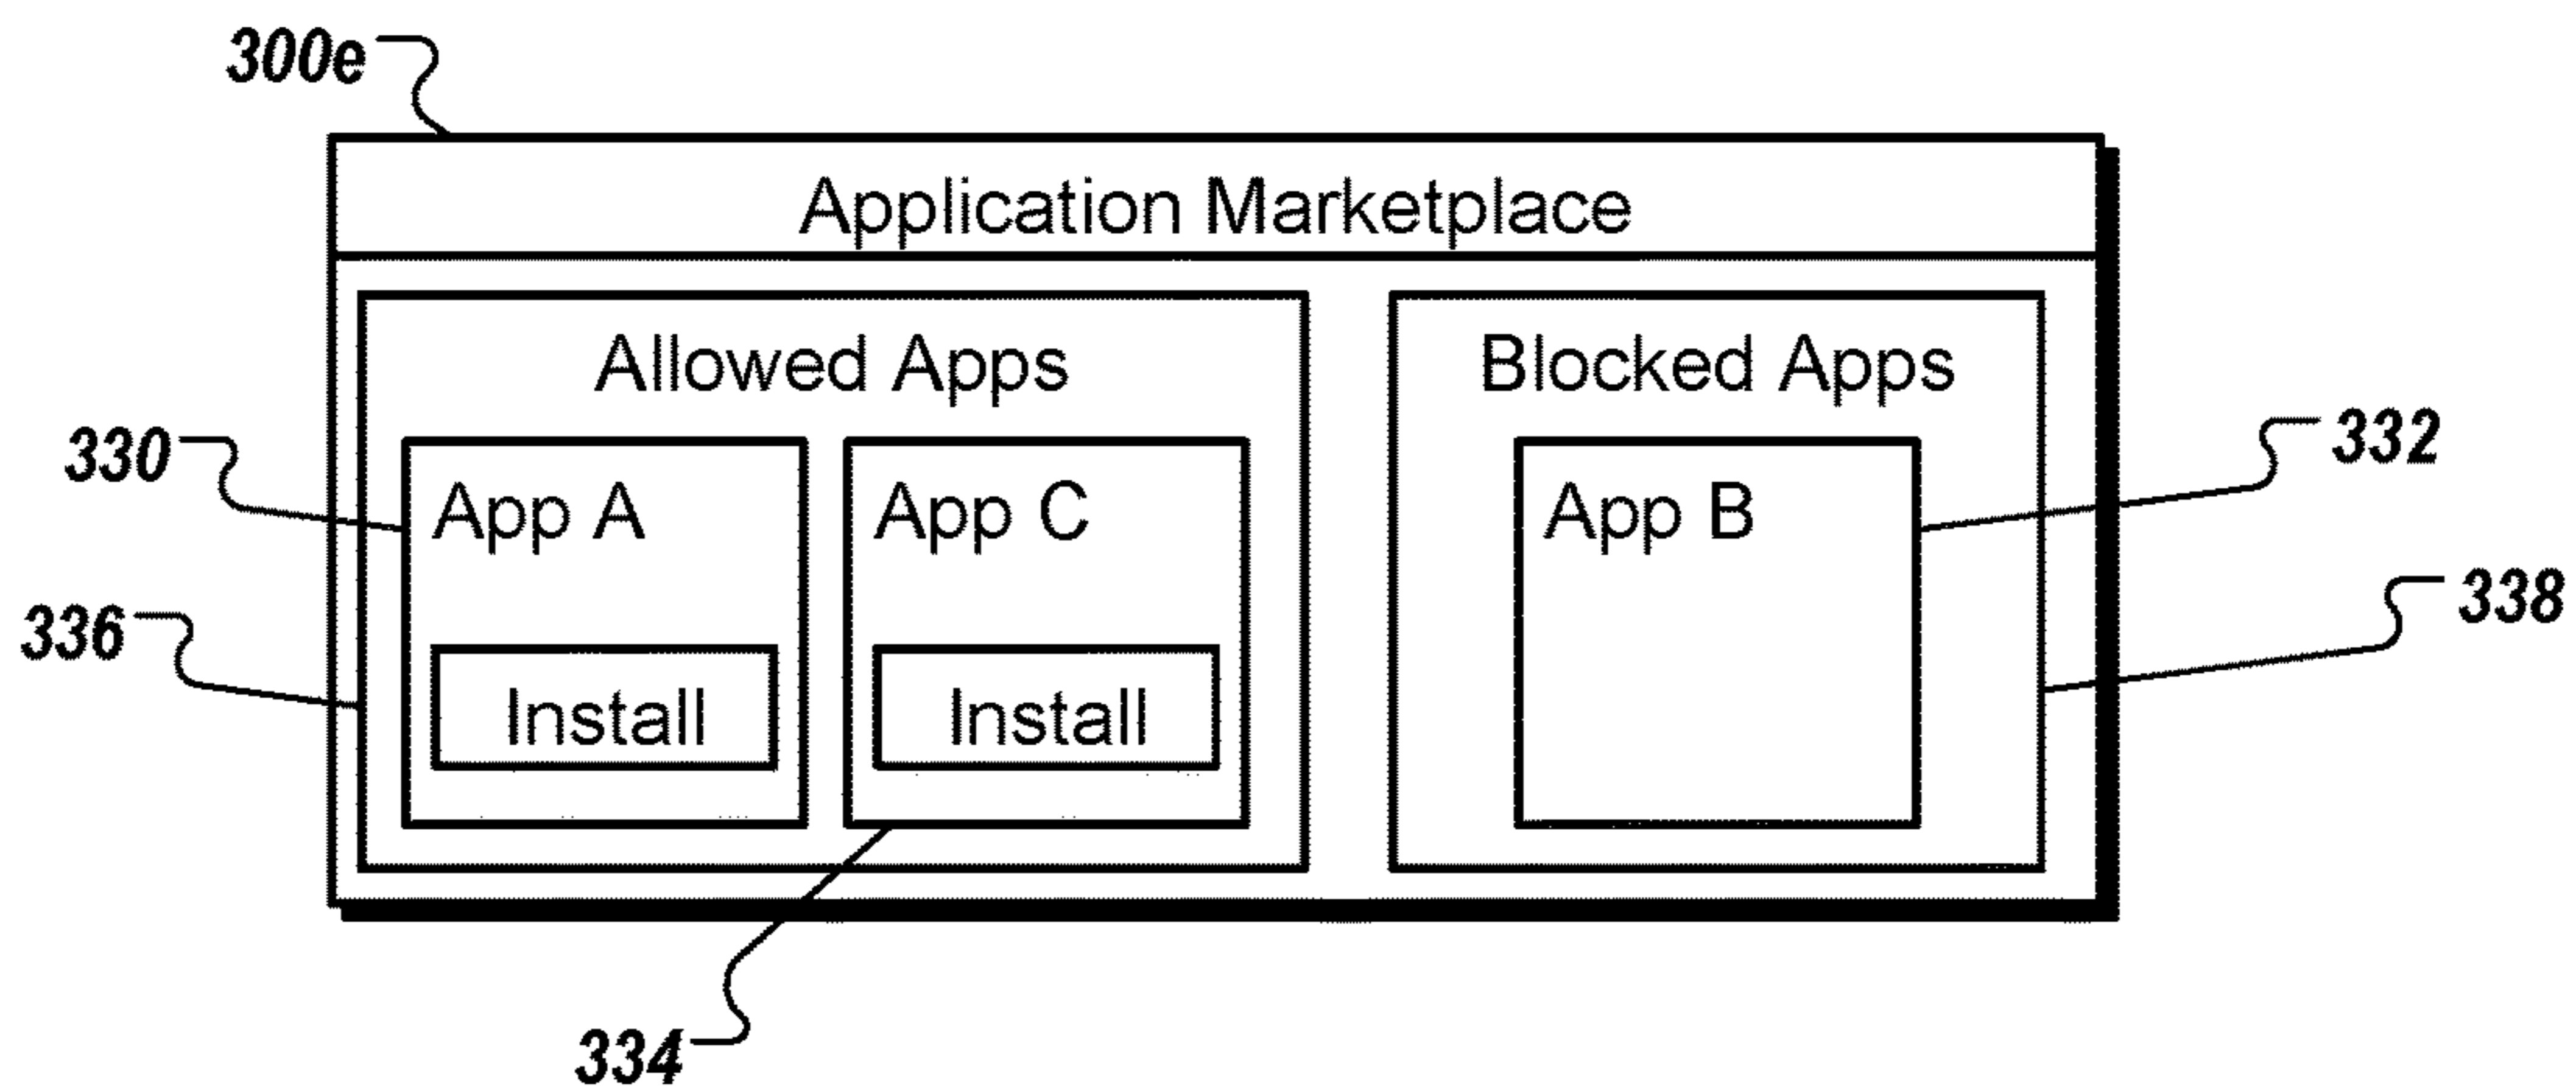 300e
Application Marketplace
Allowed Apps
Blocked Apps
330
App A
App C
App B
332
336
Install
Install
338
334